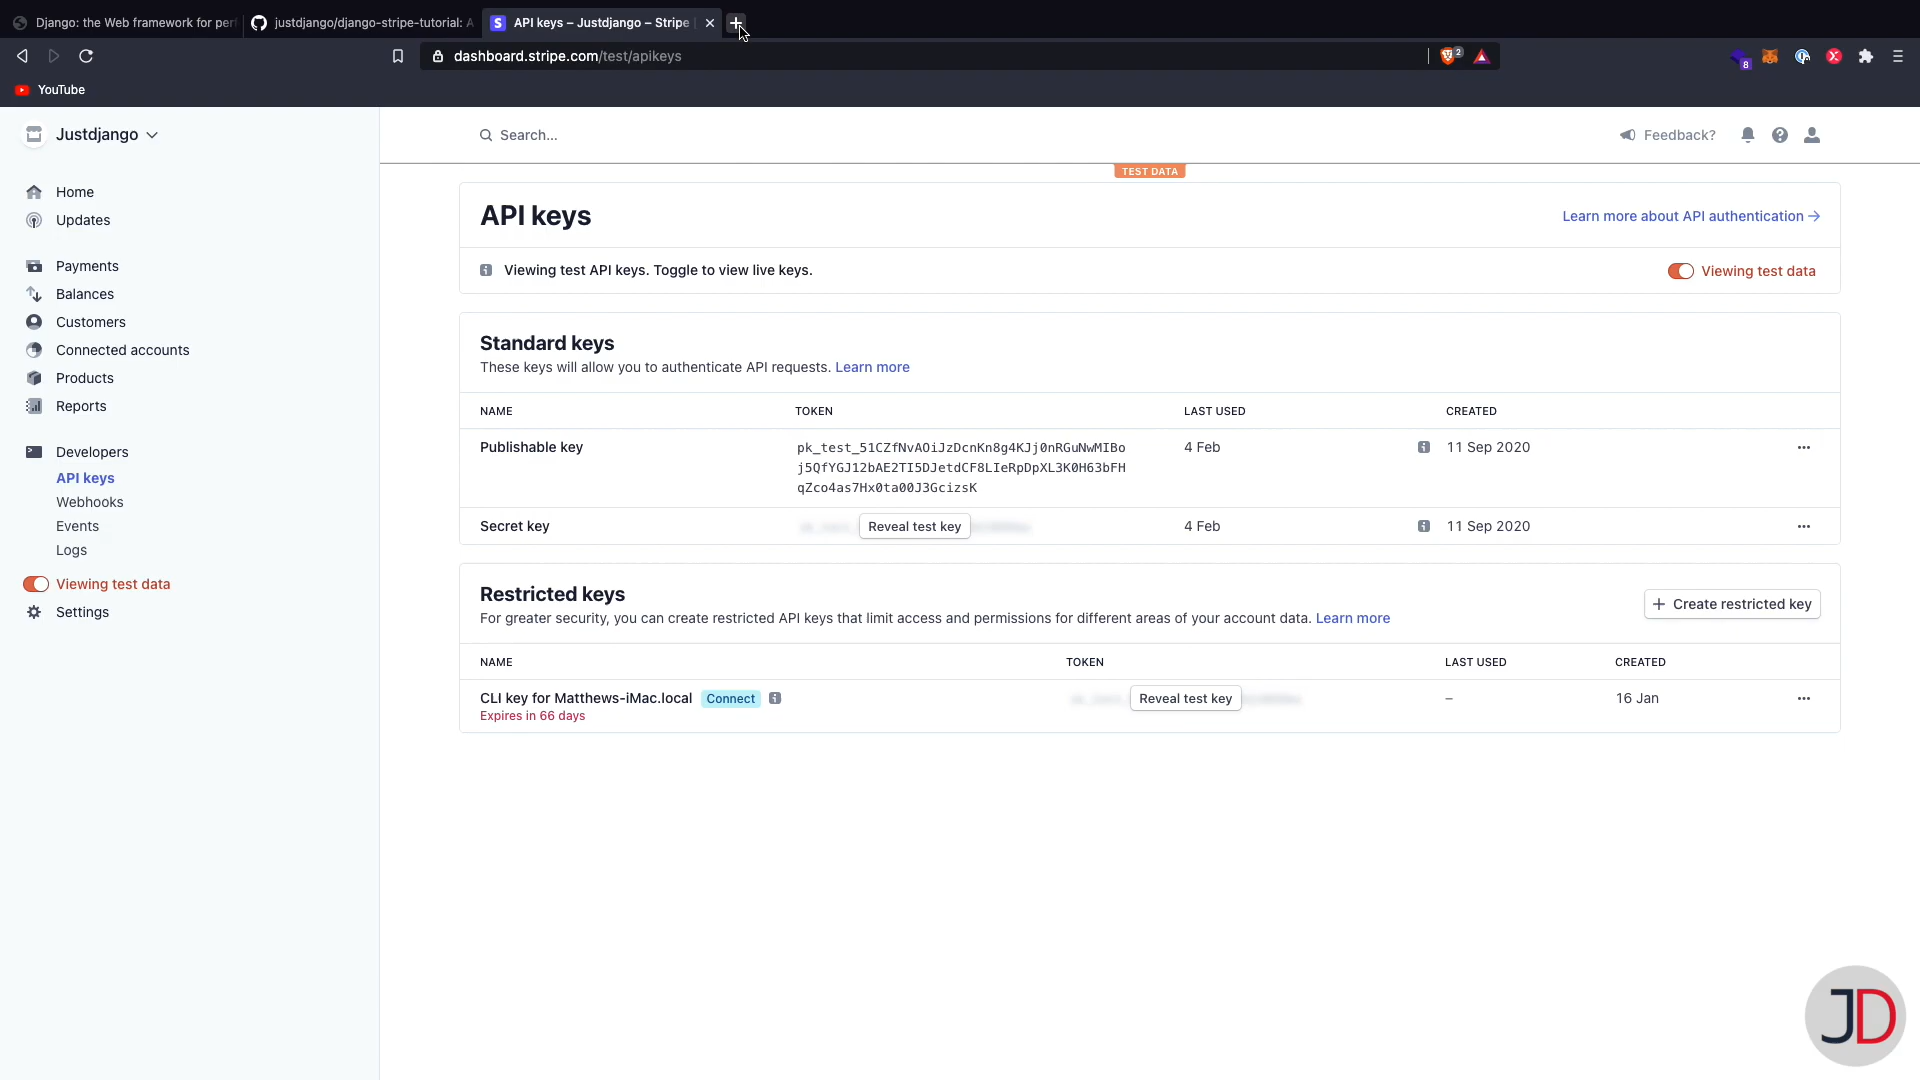 Django: the Web framework for per
justdjango/django-stripe-tutorial: A
API keys – Justdjango – Stripe
dashboard.stripe.com/test/apikeys
2
8
YouTube
Justdjango
Search...
Feedback?
TEST DATA
Home
Updates
Payments
Balances
Customers
Connected accounts
Products
Reports
Developers
API keys
Webhooks
Events
Logs
Viewing test data
Settings
API keys
Learn more about API authentication →
Viewing test API keys. Toggle to view live keys.
Viewing test data
Standard keys
These keys will allow you to authenticate API requests. Learn more
NAME TOKEN LAST USED CREATED
Publishable key pk_test_51CZfNvAOiJzDcnKn8g4KJj0nRGuNwMIBo 4 Feb 11 Sep 2020
j5QfYGJ12bAE2TI5DJetdCF8LIeRpDpXL3K0H63bFH
qZco4as7Hx0ta00J3GcizsK
Secret key Reveal test key 4 Feb 11 Sep 2020
Restricted keys
For greater security, you can create restricted API keys that limit access and permissions for different areas of your account data. Learn more
+ Create restricted key
NAME TOKEN LAST USED CREATED
CLI key for Matthews-iMac.local Connect Reveal test key – 16 Jan
Expires in 66 days
JD